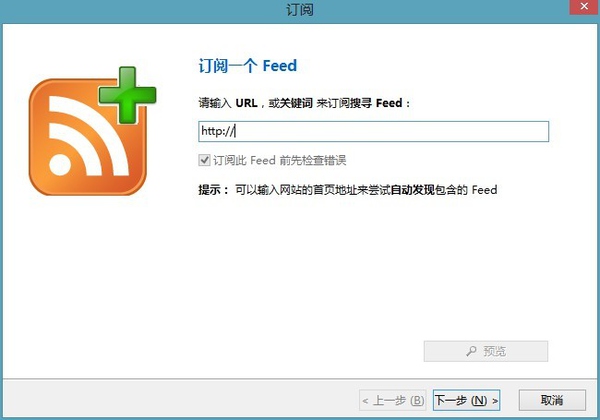 订阅
订阅一个 Feed
请输入 URL，或关键词 来订阅搜寻 Feed：
http://
订阅此 Feed 前先检查错误
提示： 可以输入网站的首页地址来尝试自动发现包含的 Feed
预览
< 上一步 (B)
下一步 (N) >
取消